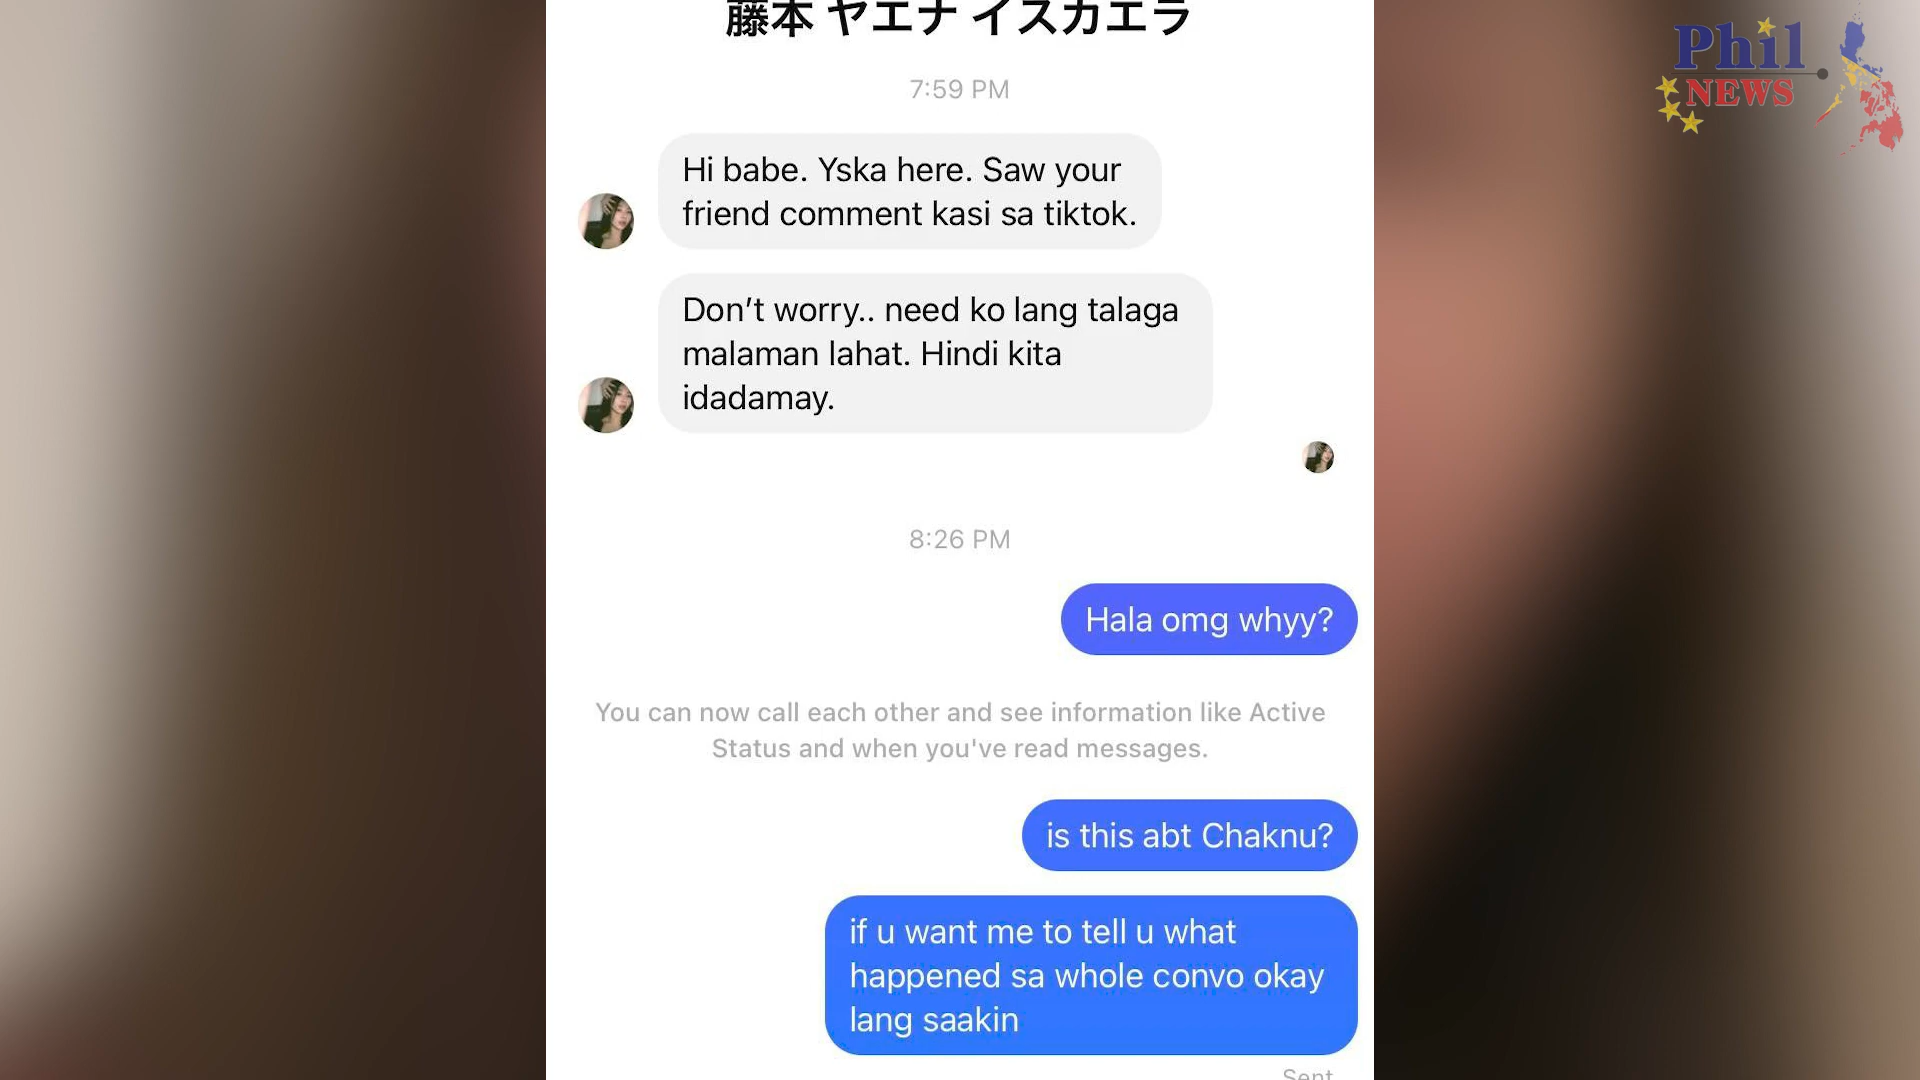 藤本 ヤエナ イスカエラ
Phil
NEWS
7:59 PM
Hi babe. Yska here. Saw your
friend comment kasi sa tiktok.
Don’t worry.. need ko lang talaga
malaman lahat. Hindi kita
idadamay.
8:26 PM
Hala omg whyy?
You can now call each other and see information like Active
Status and when you've read messages.
is this abt Chaknu?
if u want me to tell u what
happened sa whole convo okay
lang saakin
Sent